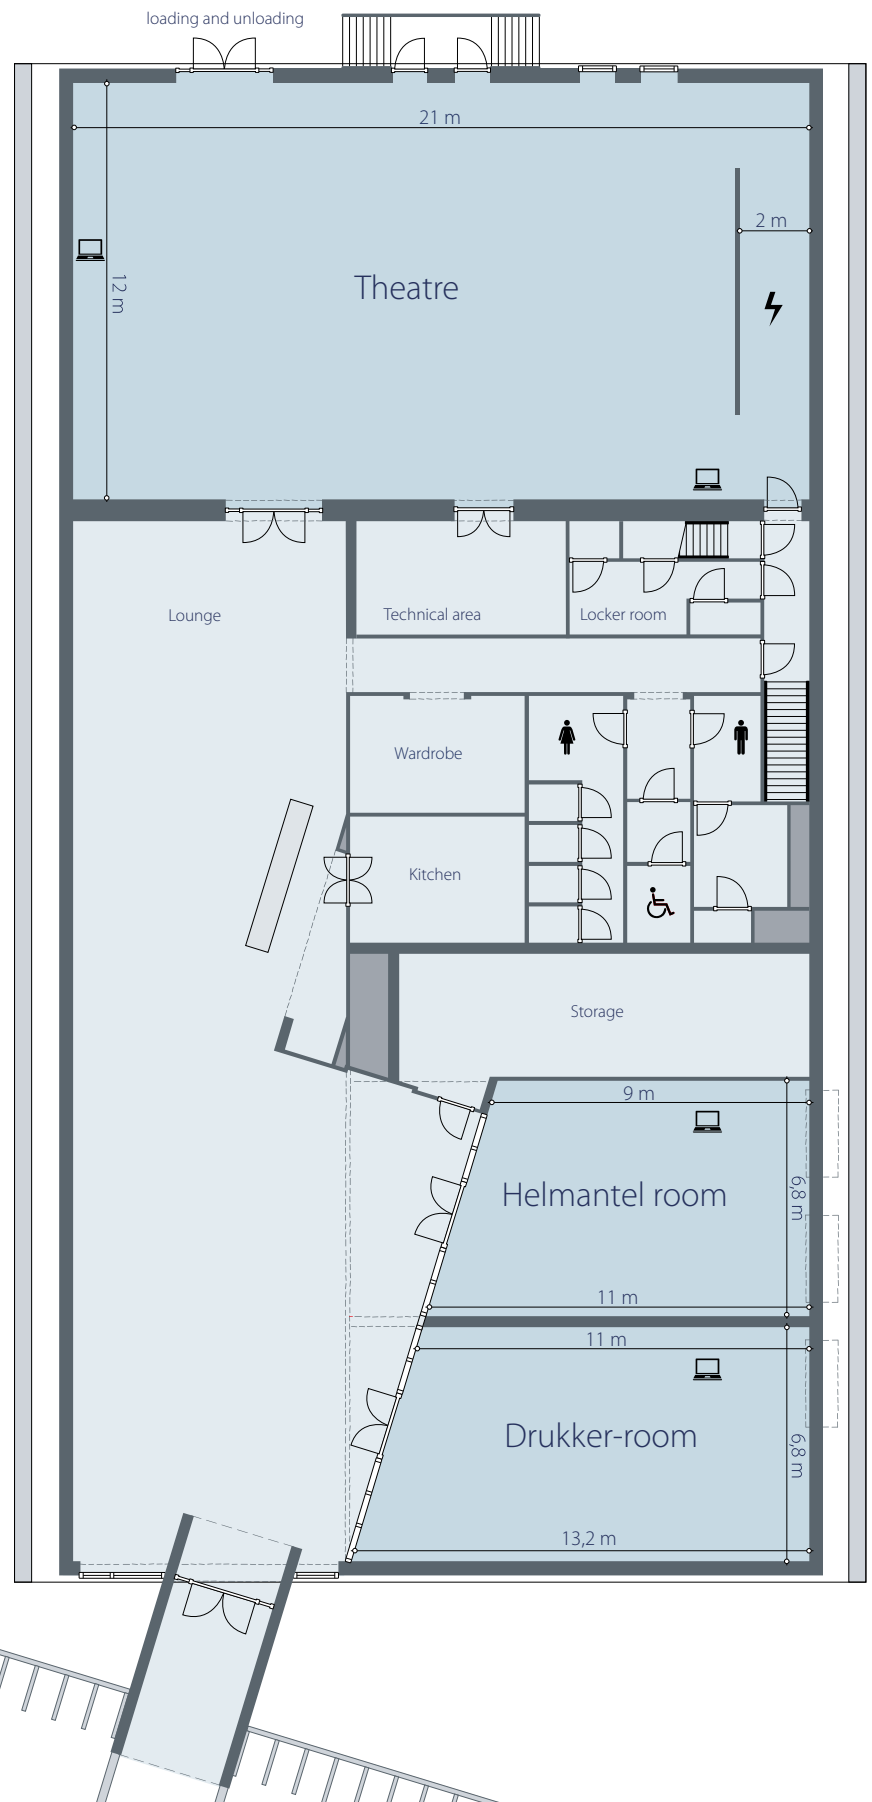 loading and unloading
21 m
2 m
12 m
Theatre
Lounge
Technical area
Locker room
Wardrobe
Kitchen
Storage
9 m
Helmantel room
6,8 m
11 m
11 m
Drukker-room
6,8 m
13,2 m